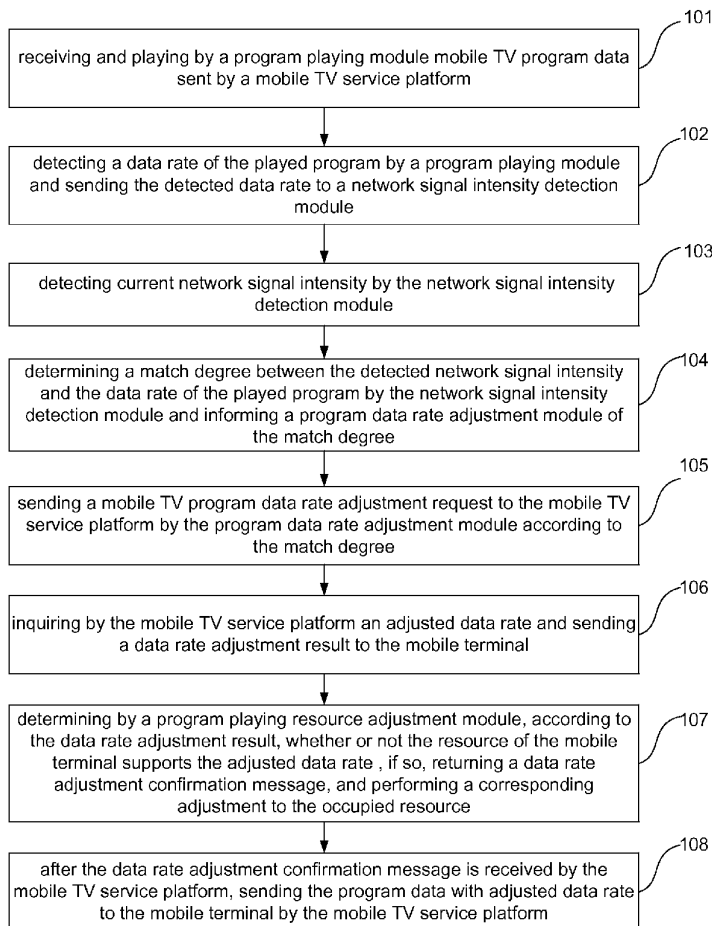 101
receiving and playing by a program playing module mobile TV program data
sent by a mobile TV service platform
102
detecting a data rate of the played program by a program playing module
and sending the detected data rate to a network signal intensity detection
module
103
detecting current network signal intensity by the network signal intensity
detection module
104
determining a match degree between the detected network signal intensity
and the data rate of the played program by the network signal intensity
detection module and informing a program data rate adjustment module of
the match degree
105
sending a mobile TV program data rate adjustment request to the mobile TV
service platform by the program data rate adjustment module according to
the match degree
106
inquiring by the mobile TV service platform an adjusted data rate and sending
a data rate adjustment result to the mobile terminal
107
determining by a program playing resource adjustment module, according to
the data rate adjustment result, whether or not the resource of the mobile
terminal supports the adjusted data rate , if so, returning a data rate
adjustment confirmation message, and performing a corresponding
adjustment to the occupied resource
108
after the data rate adjustment confirmation message is received by the
mobile TV service platform, sending the program data with adjusted data rate
to the mobile terminal by the mobile TV service platform